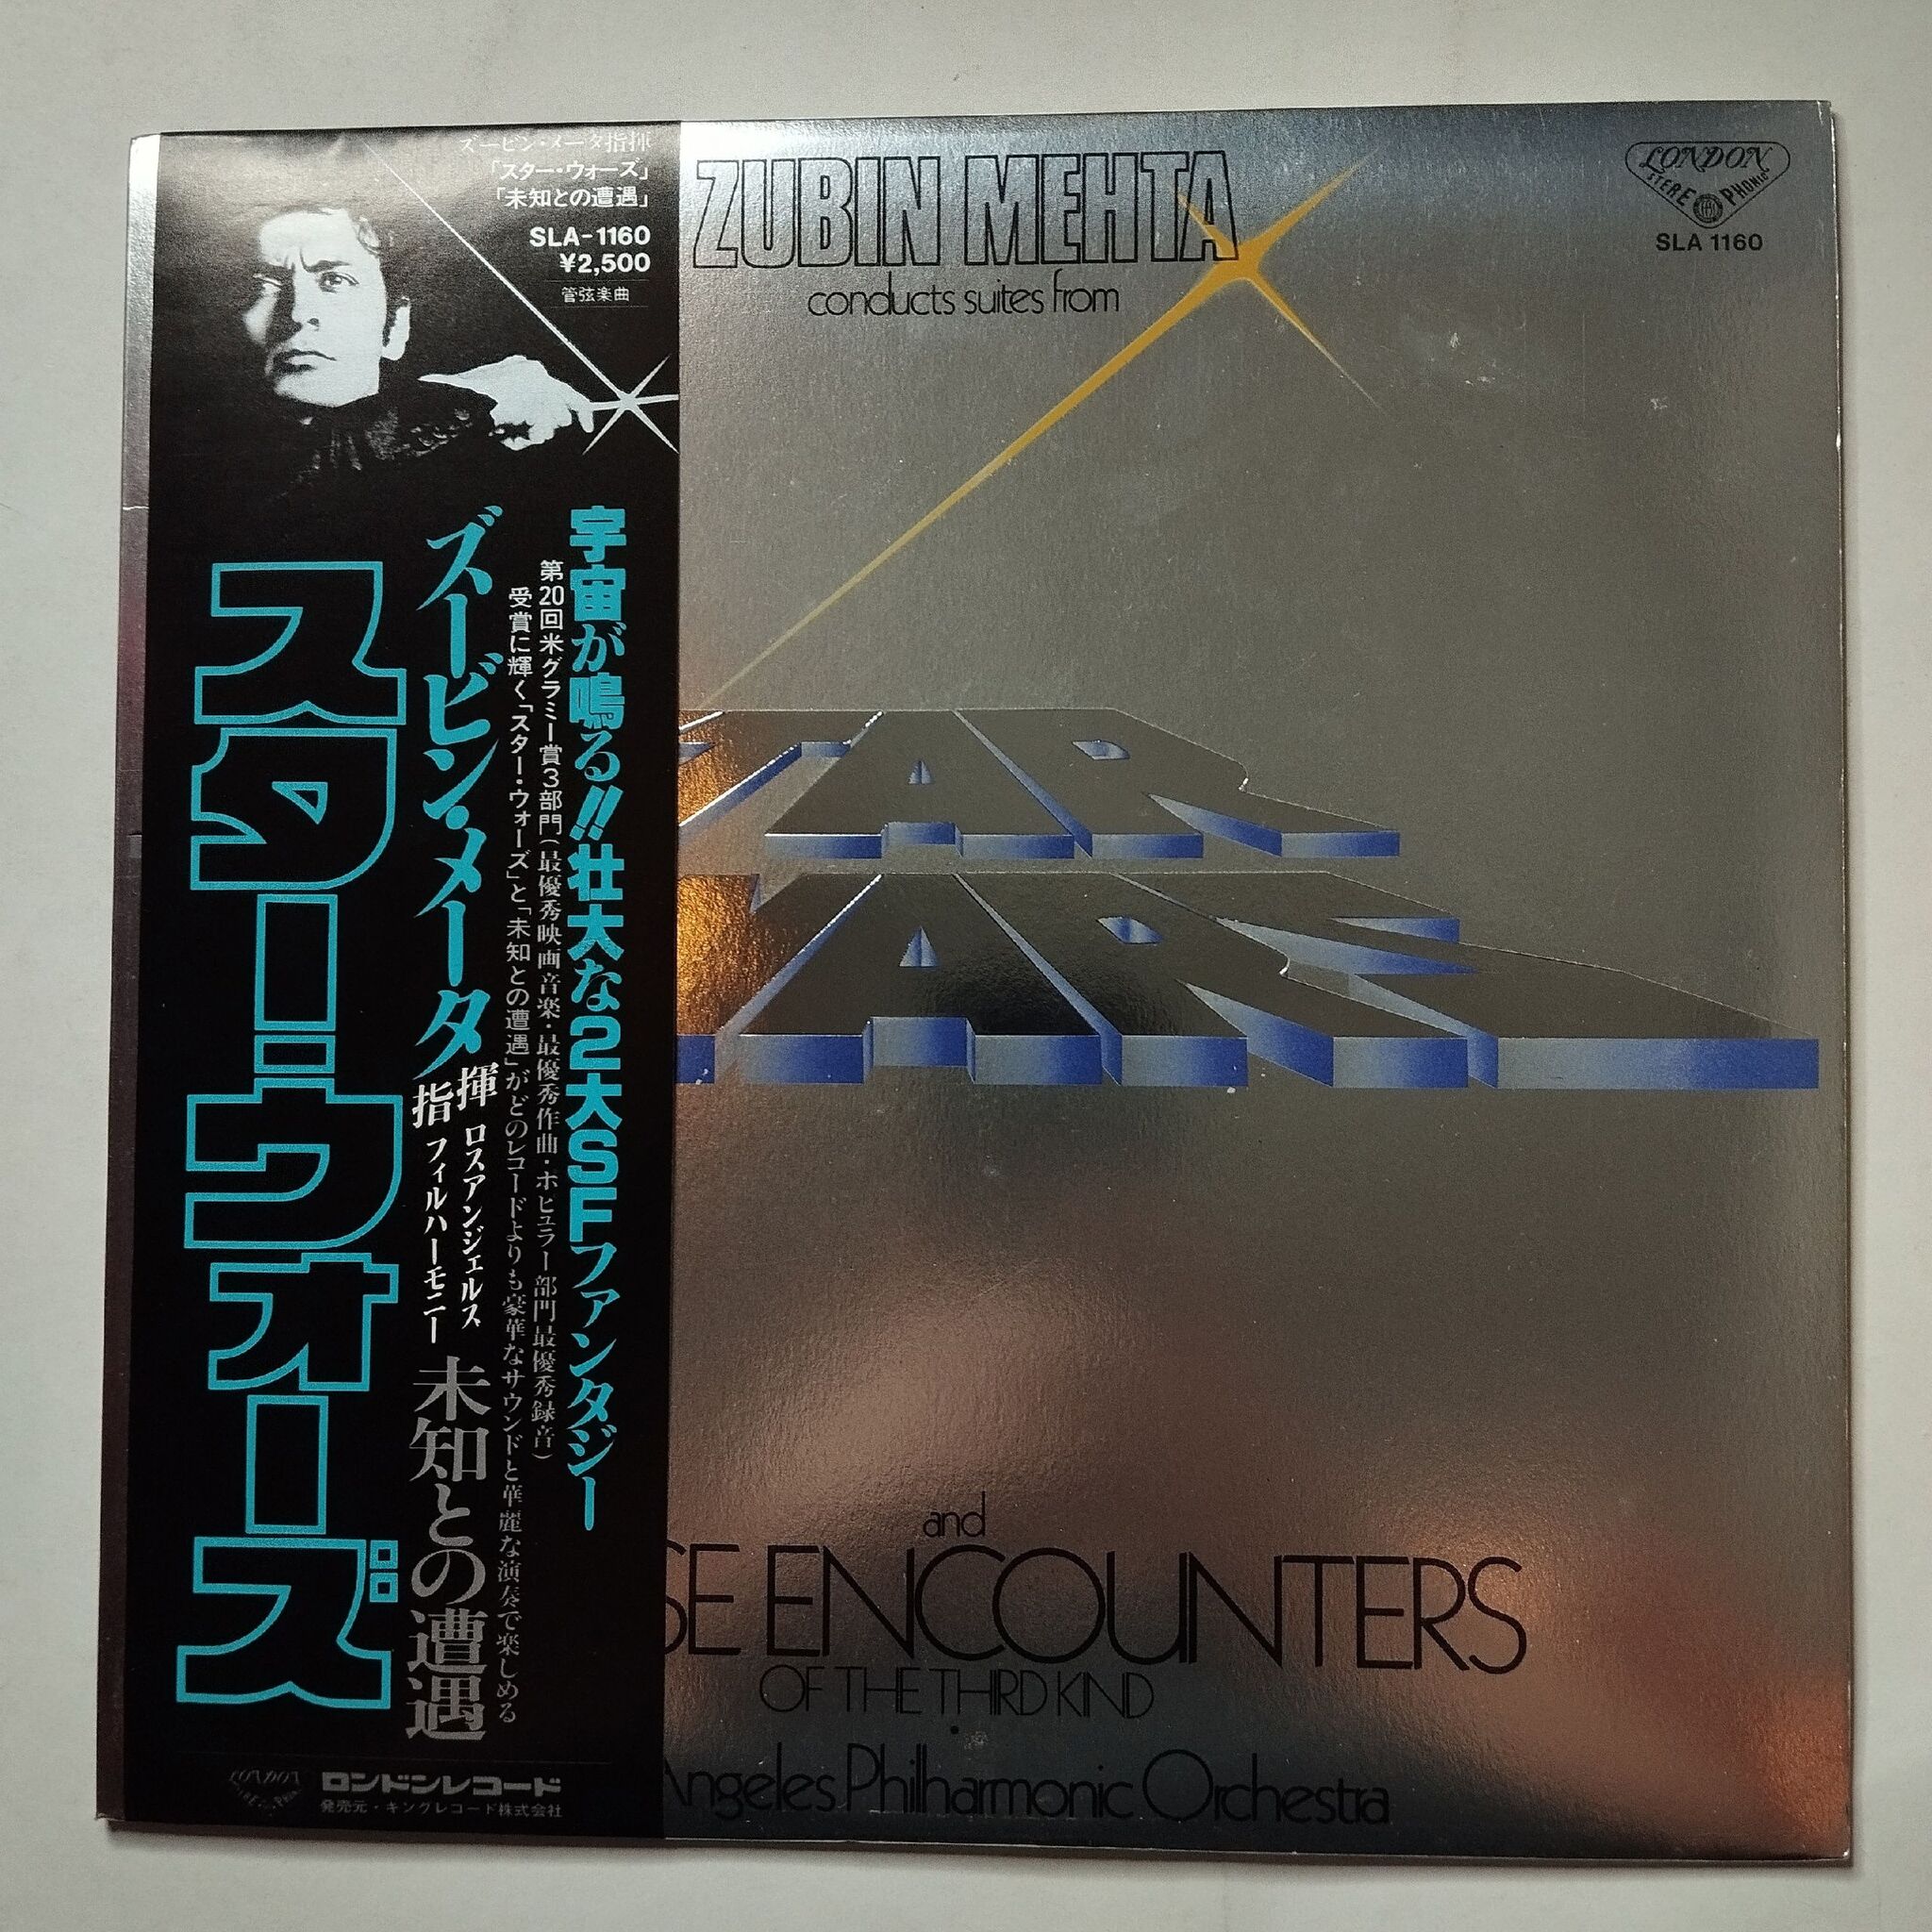 ズービン・メータ指揮
「スター・ウォーズ」
「未知との遭遇」
SLA-1160
¥2,500
管弦楽曲
宇宙が鳴る!!壮大な2大SFファンタジー
第20回米グラミー賞3部門(最優秀映画音楽・最優秀作曲・ポピュラー部門最優秀録音)
受賞に輝く「スター・ウォーズ」と「未知との遭遇」がどのレコードよりも豪華なサウンドと華麗な演奏で楽しめる
ズービン・メータ指揮
ロスアンジェルス
フィルハーモニー
未知との遭遇
スター・ウォーズ
LONDON
ロンドンレコード
発売元・キングレコード株式会社
ZUBIN MEHTA
conducts suites from
LONDON
STEREOPHONIC
SLA 1160
TAR
ARS
and
SE ENCOUNTERS
OF THE THIRD KIND
Angeles Philharmonic Orchestra